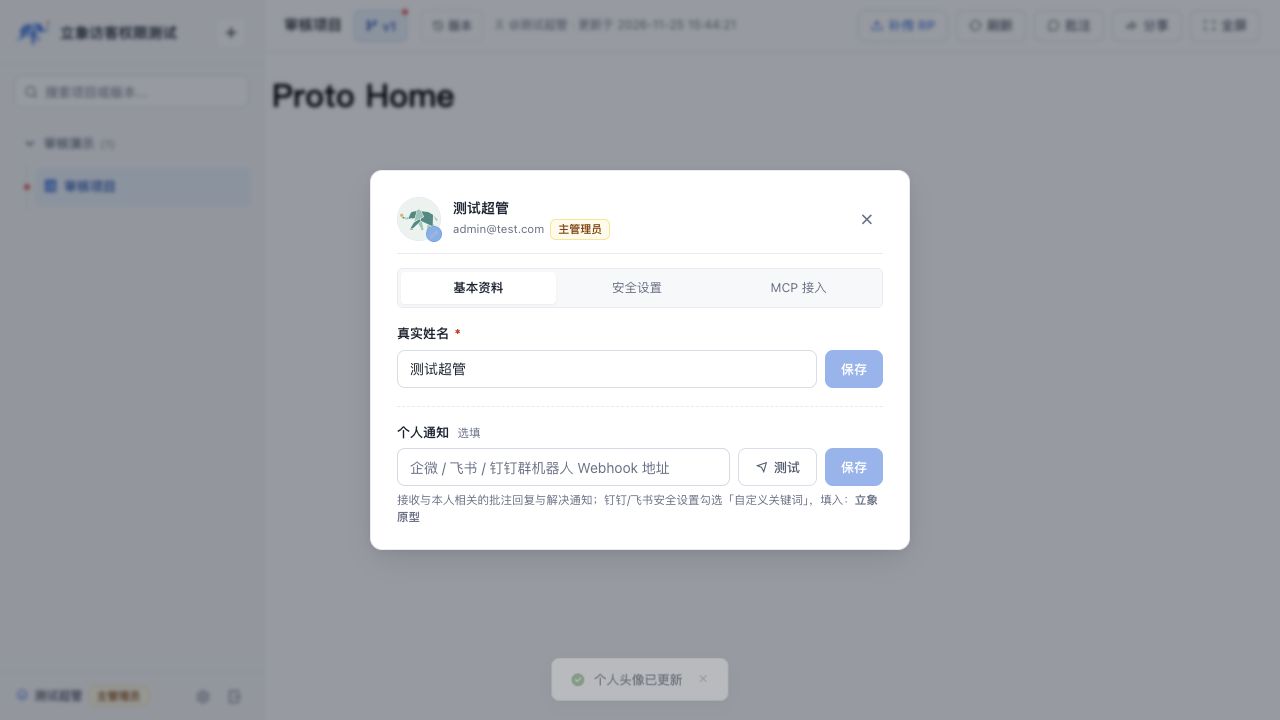 立象访客权限测试
审核项目
v1
版本
@测试超管 · 更新于 2026-11-25 15:44:21
补传 RP
刷新
批注
分享
全屏
搜索项目或版本...
Proto Home
审核演示 (1)
审核项目
测试超管
admin@test.com 主管理员
基本资料 安全设置 MCP 接入
真实姓名 *
测试超管 保存
个人通知 选填
企微 / 飞书 / 钉钉群机器人 Webhook 地址 测试 保存
接收与本人相关的批注回复与解决通知；钉钉/飞书安全设置勾选「自定义关键词」，填入：立象
原型
个人头像已更新
测试超管 主管理员